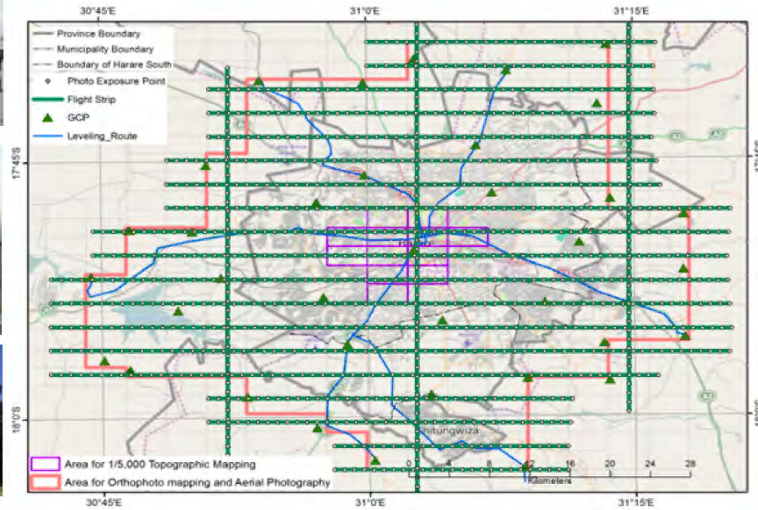 30°45'E 31°0'E 31°15'E
Province Boundary
Municipality Boundary
Boundary of Harare South
Photo Exposure Point
Flight Strip
GCP
Leveling_Route
17°45'S
18°0'S
Chitungwiza
Area for 1/5,000 Topographic Mapping
Area for Orthophoto mapping and Aerial Photography
0 4 8 12 16 20 24 28
Kilometers
30°45'E 31°0'E 31°15'E